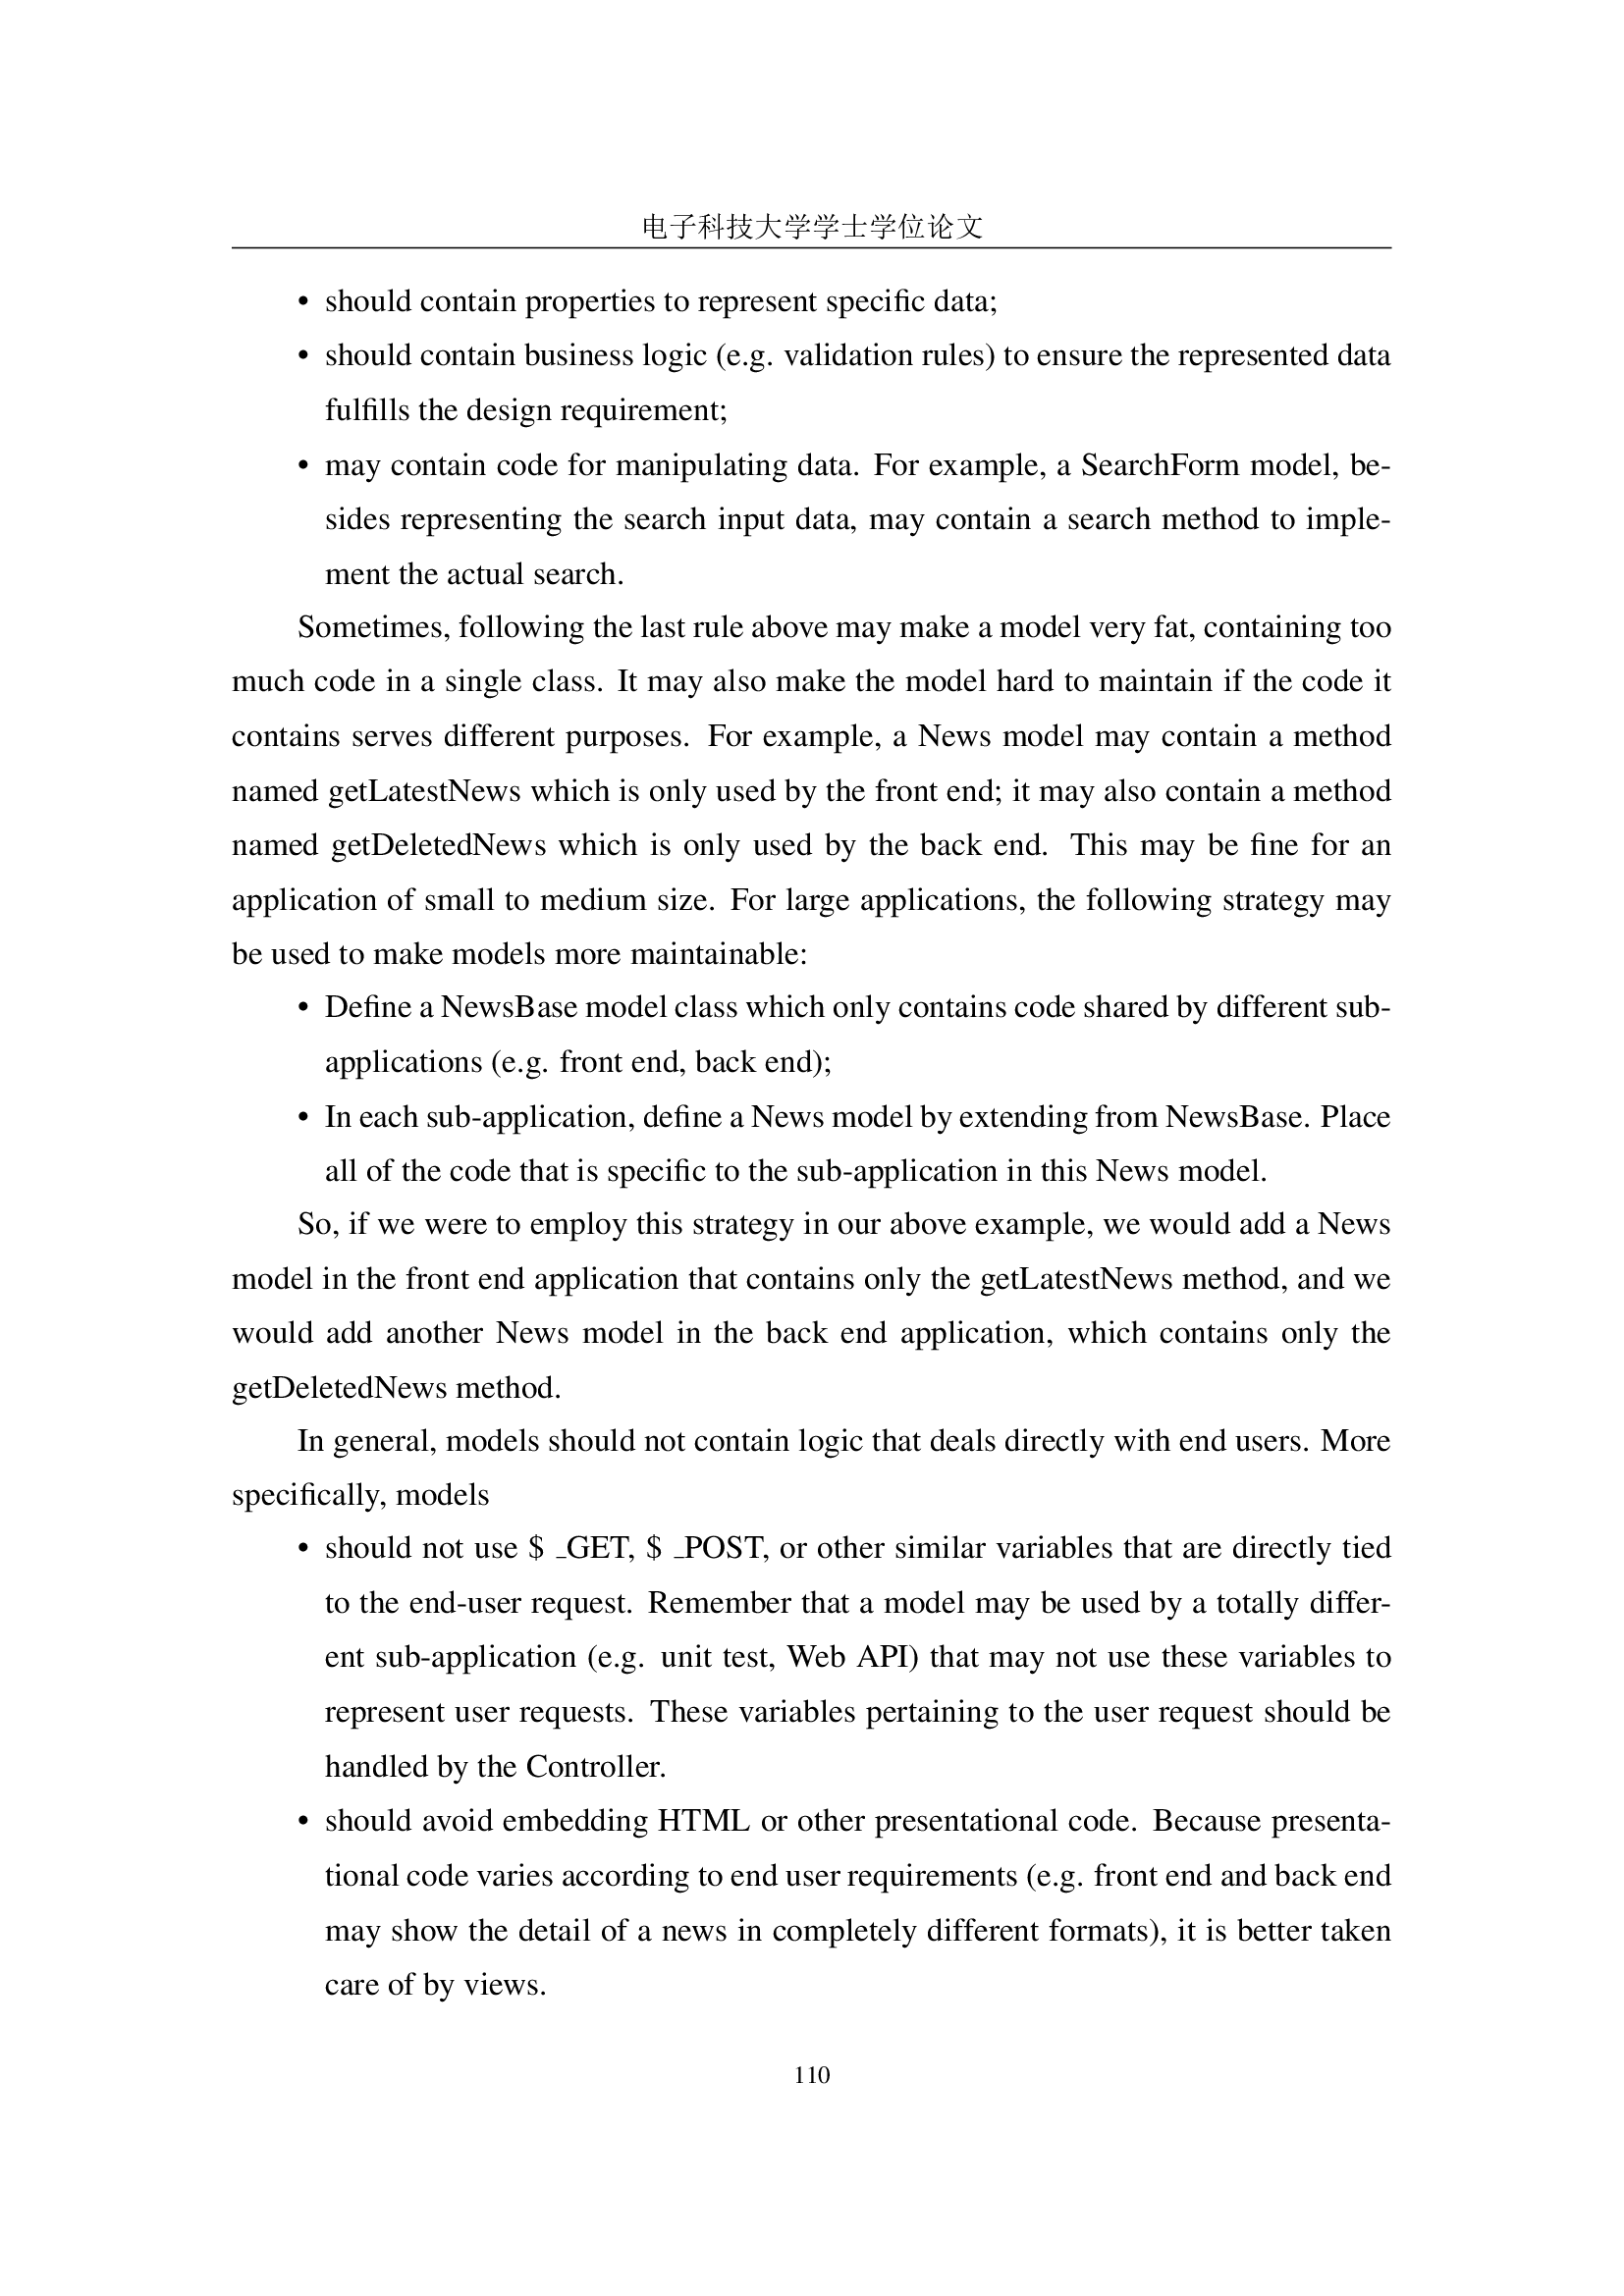 电子科技大学学士学位论文
• should contain properties to represent specific data;
• should contain business logic (e.g. validation rules) to ensure the represented data
fulfills the design requirement;
• may contain code for manipulating data. For example, a SearchForm model, be-
sides representing the search input data, may contain a search method to imple-
ment the actual search.
Sometimes, following the last rule above may make a model very fat, containing too
much code in a single class. It may also make the model hard to maintain if the code it
contains serves different purposes. For example, a News model may contain a method
named getLatestNews which is only used by the front end; it may also contain a method
named getDeletedNews which is only used by the back end. This may be fine for an
application of small to medium size. For large applications, the following strategy may
be used to make models more maintainable:
• Define a NewsBase model class which only contains code shared by different sub-
applications (e.g. front end, back end);
• In each sub-application, define a News model by extending from NewsBase. Place
all of the code that is specific to the sub-application in this News model.
So, if we were to employ this strategy in our above example, we would add a News
model in the front end application that contains only the getLatestNews method, and we
would add another News model in the back end application, which contains only the
getDeletedNews method.
In general, models should not contain logic that deals directly with end users. More
specifically, models
• should not use $ _GET, $ _POST, or other similar variables that are directly tied
to the end-user request. Remember that a model may be used by a totally differ-
ent sub-application (e.g. unit test, Web API) that may not use these variables to
represent user requests. These variables pertaining to the user request should be
handled by the Controller.
• should avoid embedding HTML or other presentational code. Because presenta-
tional code varies according to end user requirements (e.g. front end and back end
may show the detail of a news in completely different formats), it is better taken
care of by views.
110